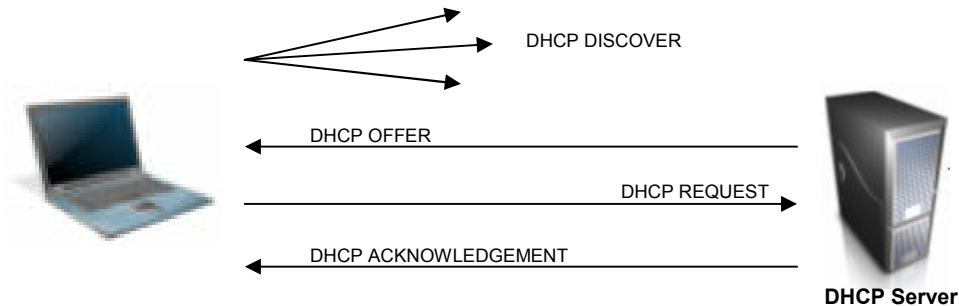 DHCP DISCOVER
DHCP OFFER
DHCP REQUEST
DHCP ACKNOWLEDGEMENT
DHCP Server